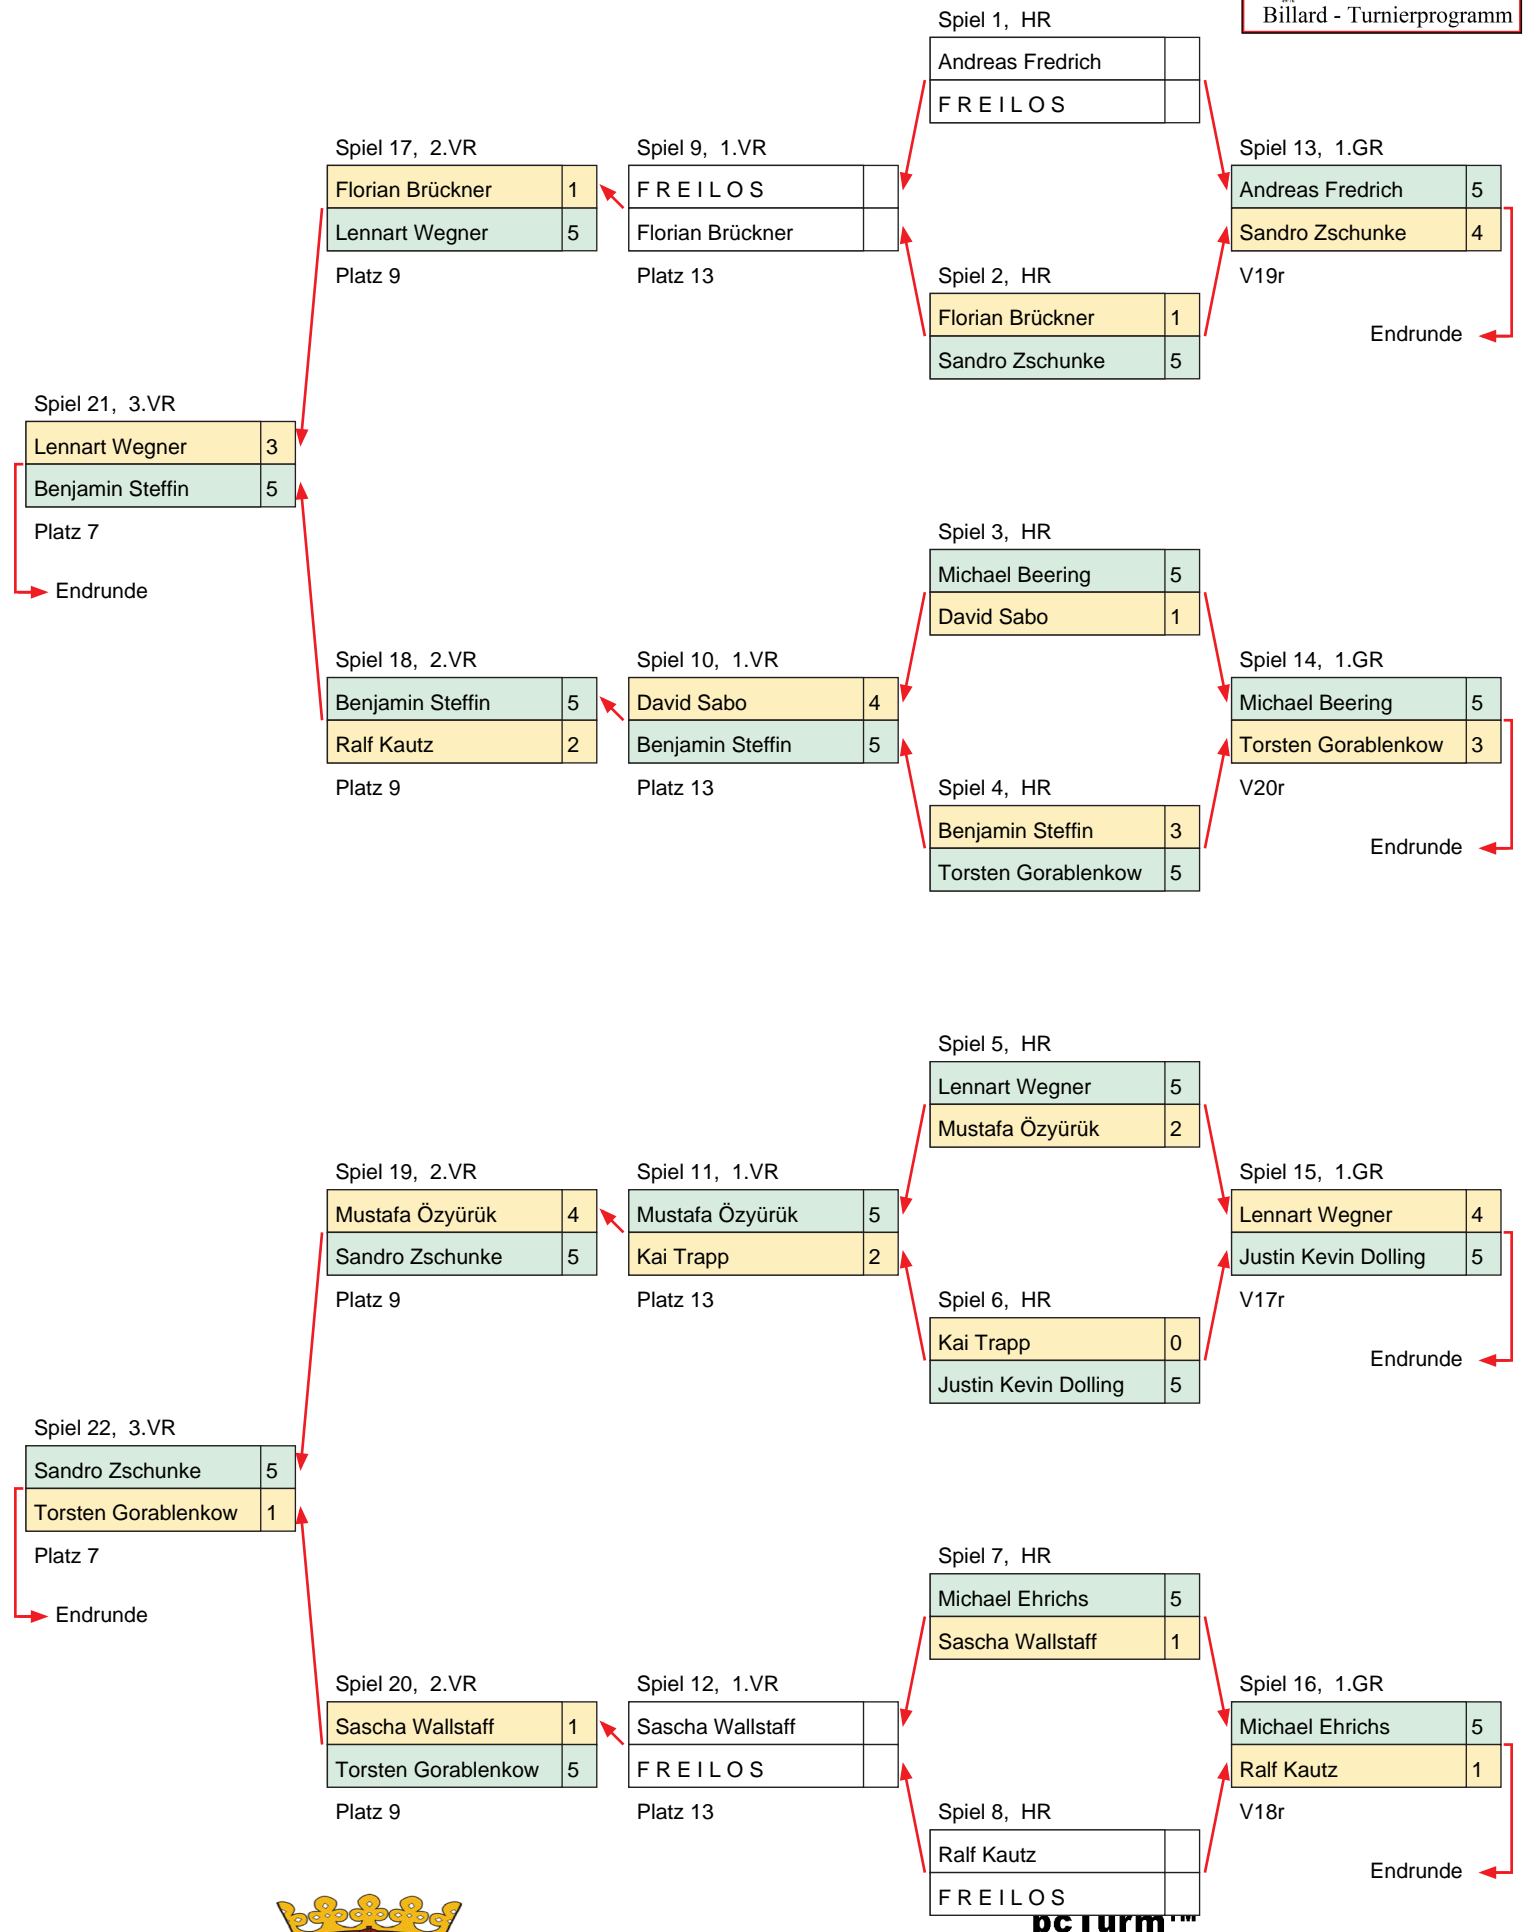 Billard - Turnierprogramm
Spiel 1, HR
Andreas Fredrich
F R E I L O S
Spiel 17, 2.VR
Florian Brückner 1
Lennart Wegner 5
Platz 9
Spiel 9, 1.VR
F R E I L O S
Florian Brückner
Platz 13
Spiel 13, 1.GR
Andreas Fredrich 5
Sandro Zschunke 4
V19r
Endrunde
Spiel 2, HR
Florian Brückner 1
Sandro Zschunke 5
Spiel 21, 3.VR
Lennart Wegner 3
Benjamin Steffin 5
Platz 7
Endrunde
Spiel 3, HR
Michael Beering 5
David Sabo 1
Spiel 18, 2.VR
Benjamin Steffin 5
Ralf Kautz 2
Platz 9
Spiel 10, 1.VR
David Sabo 4
Benjamin Steffin 5
Platz 13
Spiel 14, 1.GR
Michael Beering 5
Torsten Gorablenkow 3
V20r
Endrunde
Spiel 4, HR
Benjamin Steffin 3
Torsten Gorablenkow 5
Spiel 5, HR
Lennart Wegner 5
Mustafa Özyürük 2
Spiel 19, 2.VR
Mustafa Özyürük 4
Sandro Zschunke 5
Platz 9
Spiel 11, 1.VR
Mustafa Özyürük 5
Kai Trapp 2
Platz 13
Spiel 15, 1.GR
Lennart Wegner 4
Justin Kevin Dolling 5
V17r
Endrunde
Spiel 6, HR
Kai Trapp 0
Justin Kevin Dolling 5
Spiel 22, 3.VR
Sandro Zschunke 5
Torsten Gorablenkow 1
Platz 7
Endrunde
Spiel 7, HR
Michael Ehrichs 5
Sascha Wallstaff 1
Spiel 20, 2.VR
Sascha Wallstaff 1
Torsten Gorablenkow 5
Platz 9
Spiel 12, 1.VR
Sascha Wallstaff
F R E I L O S
Platz 13
Spiel 16, 1.GR
Michael Ehrichs 5
Ralf Kautz 1
V18r
Endrunde
Spiel 8, HR
Ralf Kautz
F R E I L O S
pcTurm™